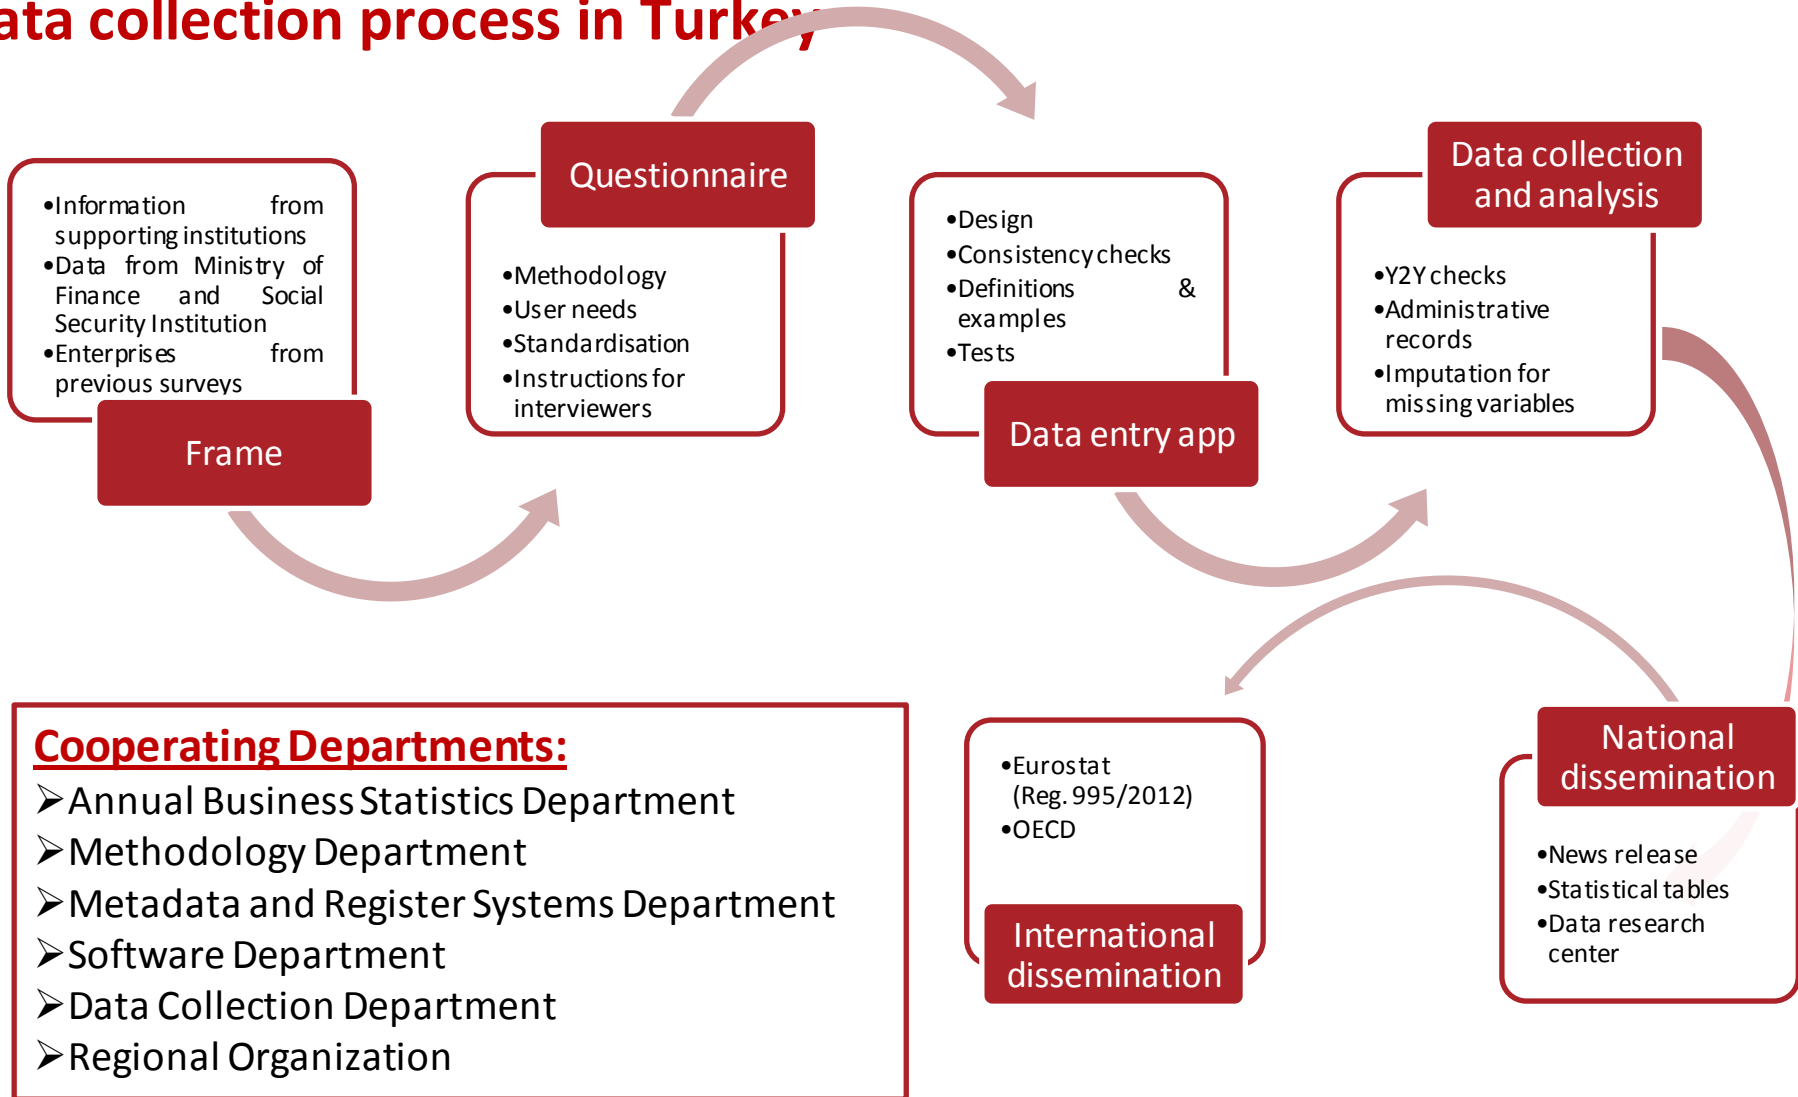 ata collection process in Turkey
•Information from
supporting institutions
•Data from Ministry of
Finance and Social
Security Institution
•Enterprises from
previous surveys
Frame
Questionnaire
•Methodology
•User needs
•Standardisation
•Instructions for
interviewers
•Design
•Consistency checks
•Definitions &
examples
•Tests
Data entry app
Data collection
and analysis
•Y2Y checks
•Administrative
records
•Imputation for
missing variables
Cooperating Departments:
➢Annual Business Statistics Department
➢Methodology Department
➢Metadata and Register Systems Department
➢Software Department
➢Data Collection Department
➢Regional Organization
•Eurostat
(Reg. 995/2012)
•OECD
International
dissemination
National
dissemination
•News release
•Statistical tables
•Data research
center